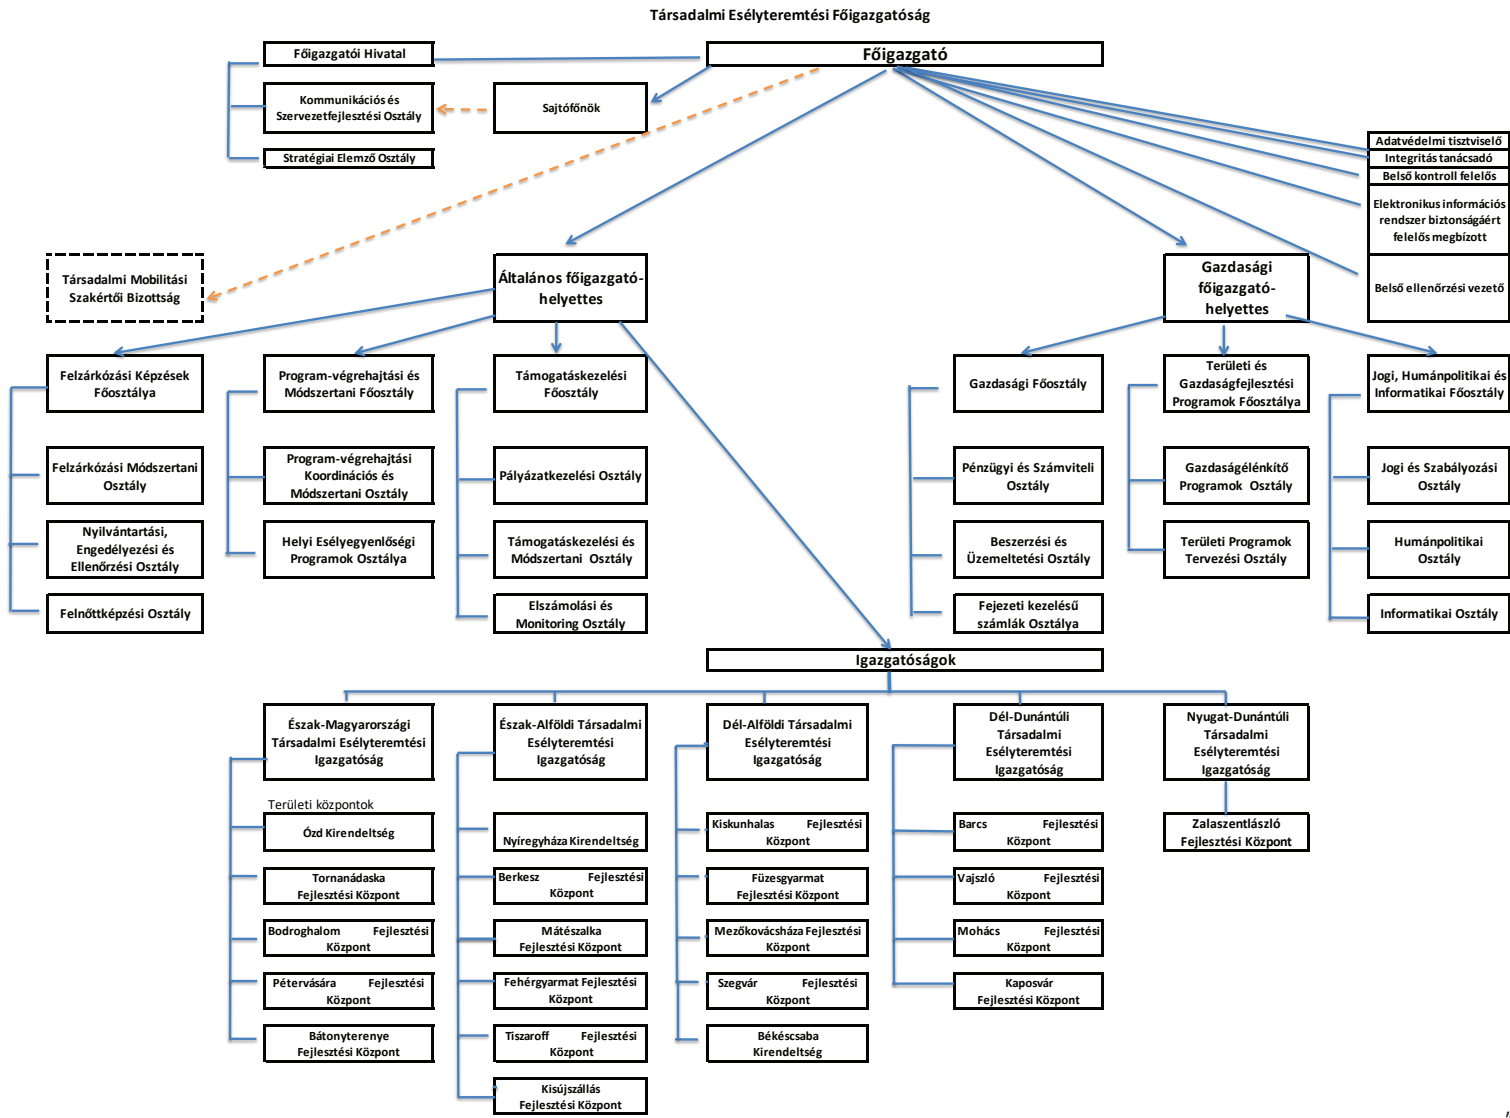 Társadalmi Esélyteremtési Főigazgatóság
Főigazgatói Hivatal
Főigazgató
Kommunikációs és
Szervezetfejlesztési Osztály
Sajtófőnök
Stratégiai Elemző Osztály
Adatvédelmi tisztviselő
Integritás tanácsadó
Belső kontroll felelős
Elektronikus információs
rendszer biztonságáért
felelős megbízott
Belső ellenőrzési vezető
Társadalmi Mobilitási
Szakértői Bizottság
Általános főigazgató-
helyettes
Gazdasági
főigazgató-
helyettes
Felzárkózási Képzések
Főosztálya
Program-végrehajtási és
Módszertani Főosztály
Támogatáskezelési
Főosztály
Gazdasági Főosztály
Területi és
Gazdaságfejlesztési
Programok Főosztálya
Jogi, Humánpolitikai és
Informatikai Főosztály
Felzárkózási Módszertani
Osztály
Program-végrehajtási
Koordinációs és
Módszertani Osztály
Pályázatkezelési Osztály
Pénzügyi és Számviteli
Osztály
Gazdaságélénkítő
Programok Osztály
Jogi és Szabályozási
Osztály
Nyilvántartási,
Engedélyezési és
Ellenőrzési Osztály
Helyi Esélyegyenlőségi
Programok Osztálya
Támogatáskezelési és
Módszertani Osztály
Beszerzési és
Üzemeltetési Osztály
Területi Programok
Tervezési Osztály
Humánpolitikai
Osztály
Felnőttképzési Osztály
Elszámolási és
Monitoring Osztály
Fejezeti kezelésű
számlák Osztálya
Informatikai Osztály
Igazgatóságok
Észak-Magyarországi
Társadalmi Esélyteremtési
Igazgatóság
Észak-Alföldi Társadalmi
Esélyteremtési
Igazgatóság
Dél-Alföldi Társadalmi
Esélyteremtési
Igazgatóság
Dél-Dunántúli
Társadalmi
Esélyteremtési
Igazgatóság
Nyugat-Dunántúli
Társadalmi
Esélyteremtési
Igazgatóság
Területi központok
Ózd Kirendeltség
Nyíregyháza Kirendeltség
Kiskunhalas Fejlesztési
Központ
Barcs Fejlesztési
Központ
Zalaszentlászló
Fejlesztési Központ
Tornanádaska
Fejlesztési Központ
Berkesz Fejlesztési
Központ
Füzesgyarmat
Fejlesztési Központ
Vajszló Fejlesztési
Központ
Bodroghalom Fejlesztési
Központ
Mátészalka
Fejlesztési Központ
Mezőkovácsháza Fejlesztési
Központ
Mohács Fejlesztési
Központ
Pétervására Fejlesztési
Központ
Fehérgyarmat Fejlesztési
Központ
Szegvár Fejlesztési
Központ
Kaposvár
Fejlesztési Központ
Bátonyterenye
Fejlesztési Központ
Tiszaroff Fejlesztési
Központ
Békéscsaba
Kirendeltség
Kisújszállás
Fejlesztési Központ